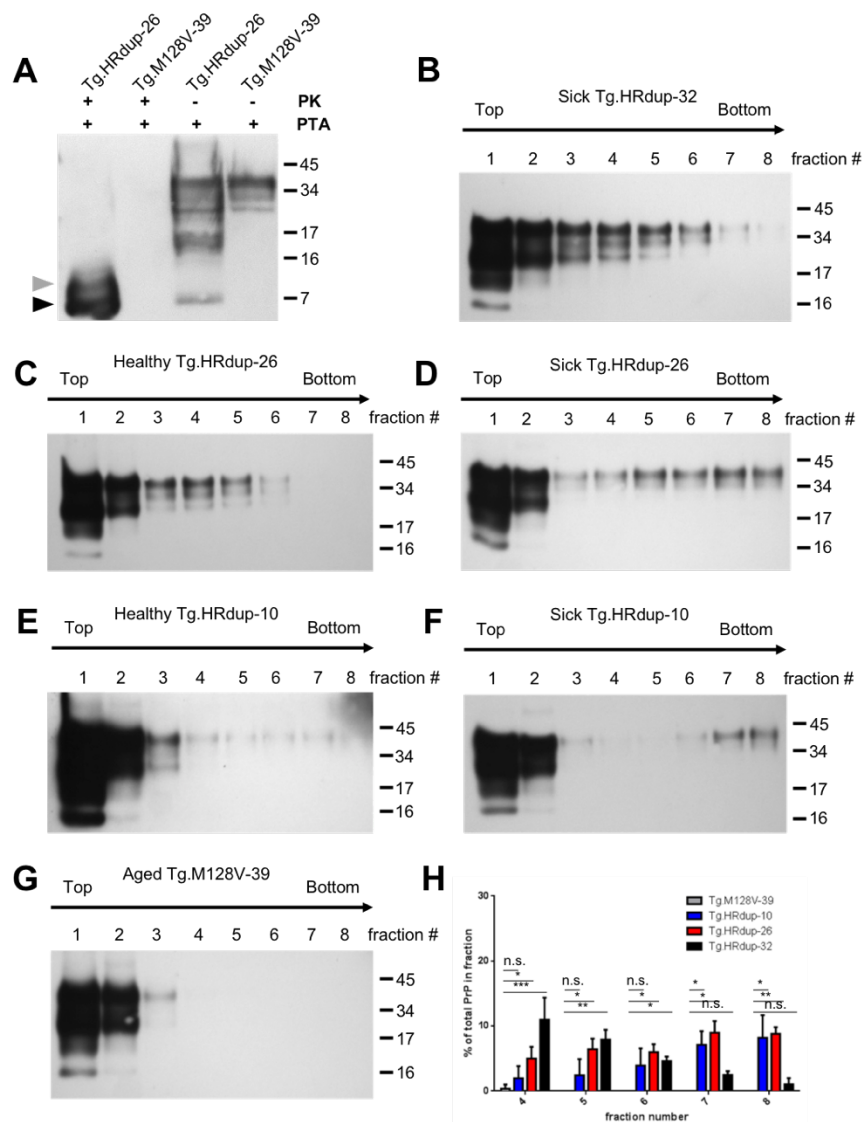 A
Tg.HRdup-26
Tg.M128V-39
Tg.HRdup-26
Tg.M128V-39
+ + - - PK
+ + + + PTA
45
34
17
16
7
B
Sick Tg.HRdup-32
Top Bottom
1 2 3 4 5 6 7 8 fraction #
45
34
17
16
C
Healthy Tg.HRdup-26
Top Bottom
1 2 3 4 5 6 7 8 fraction #
45
34
17
16
D
Sick Tg.HRdup-26
Top Bottom
1 2 3 4 5 6 7 8 fraction #
45
34
17
16
E
Healthy Tg.HRdup-10
Top Bottom
1 2 3 4 5 6 7 8 fraction #
45
34
17
16
F
Sick Tg.HRdup-10
Top Bottom
1 2 3 4 5 6 7 8 fraction #
45
34
17
16
G
Aged Tg.M128V-39
Top Bottom
1 2 3 4 5 6 7 8 fraction #
45
34
17
16
H
% of total PrP in fraction
30
20
10
0
Tg.M128V-39
Tg.HRdup-10
Tg.HRdup-26
Tg.HRdup-32
n.s.
*
***
n.s.
*
**
n.s.
*
*
*
*
n.s.
*
**
n.s.
4 5 6 7 8
fraction number